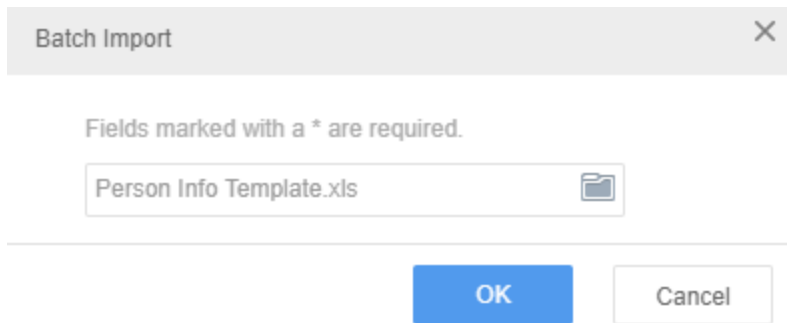 Batch Import
Fields marked with a * are required.
Person Info Template.xls
OK
Cancel